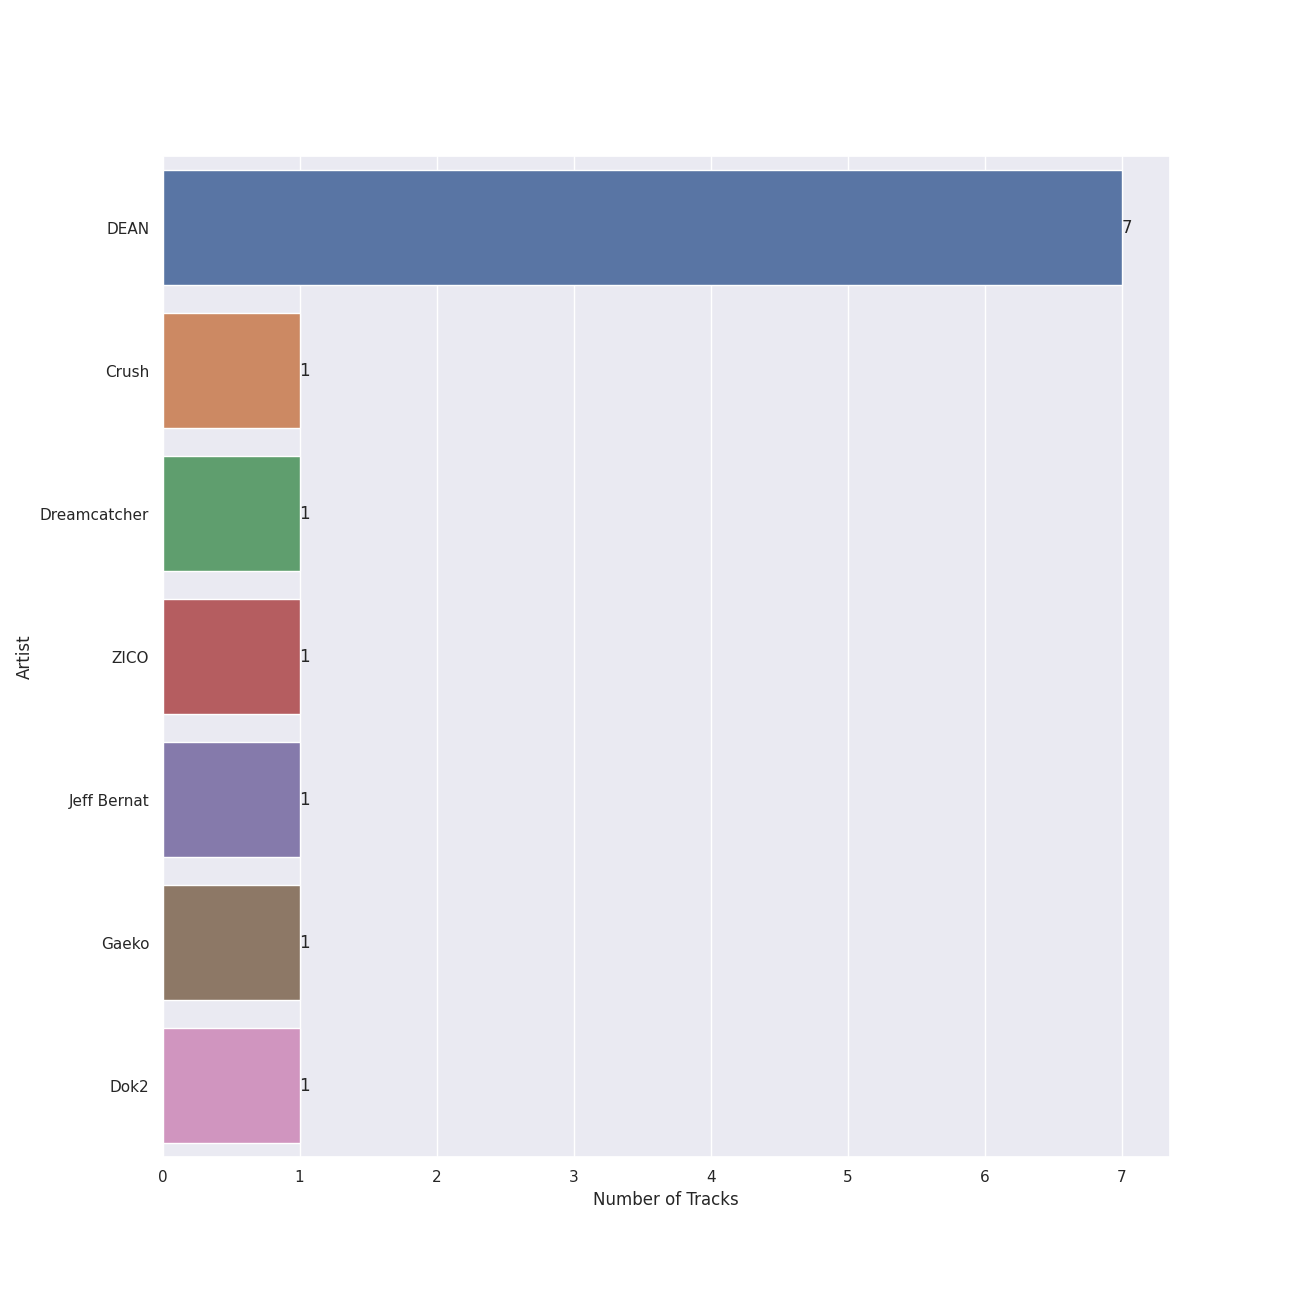 DEAN
7
Crush
1
Dreamcatcher
1
ZICO
1
Jeff Bernat
1
Gaeko
1
Dok2
1
Artist
0 1 2 3 4 5 6 7
Number of Tracks